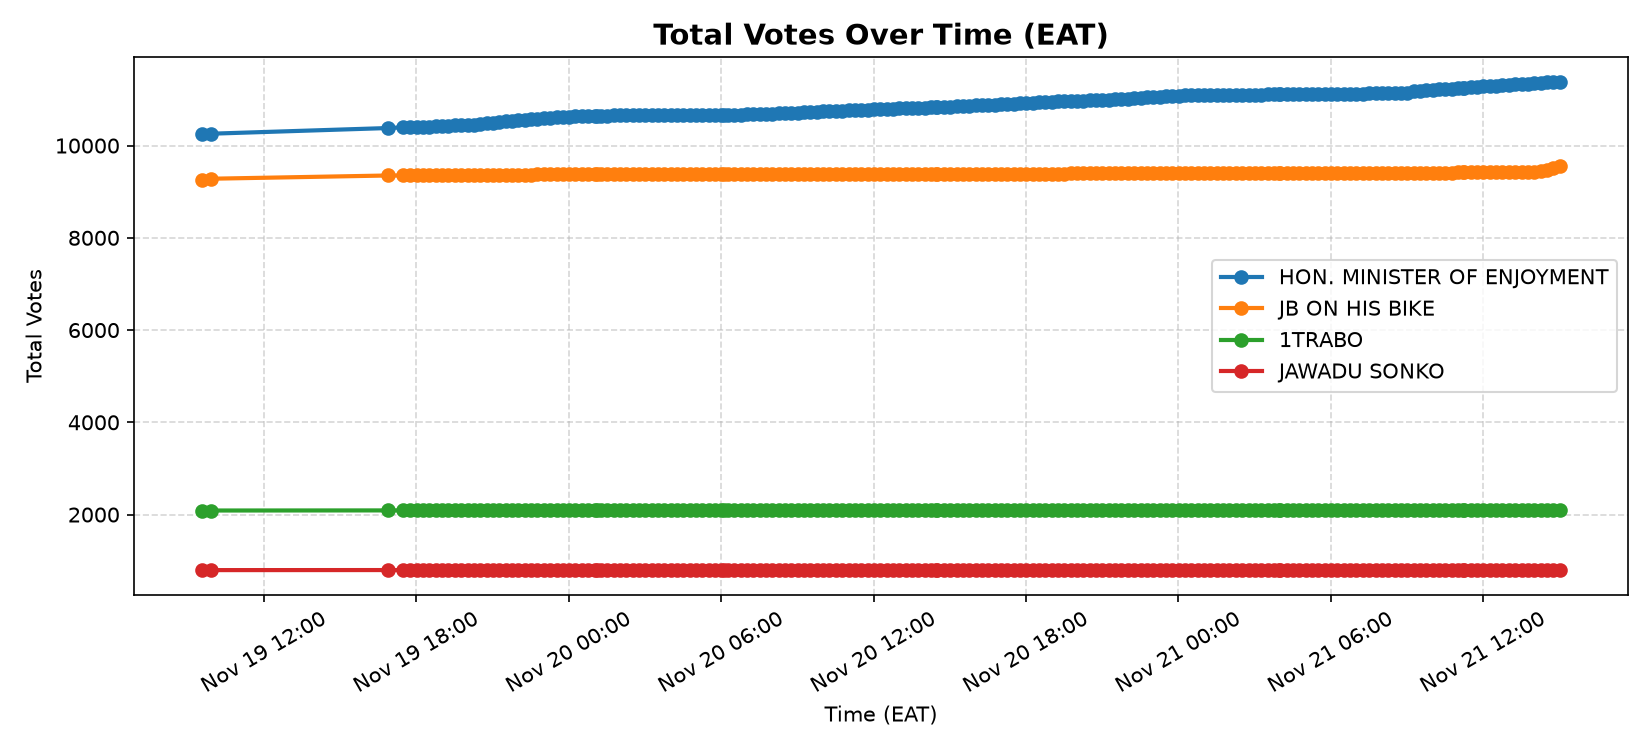 Total Votes Over Time (EAT)
Total Votes
10000
8000
6000
4000
2000
HON. MINISTER OF ENJOYMENT
JB ON HIS BIKE
1TRABO
JAWADU SONKO
Nov 19 12:00
Nov 19 18:00
Nov 20 00:00
Nov 20 06:00
Nov 20 12:00
Nov 20 18:00
Nov 21 00:00
Nov 21 06:00
Nov 21 12:00
Time (EAT)